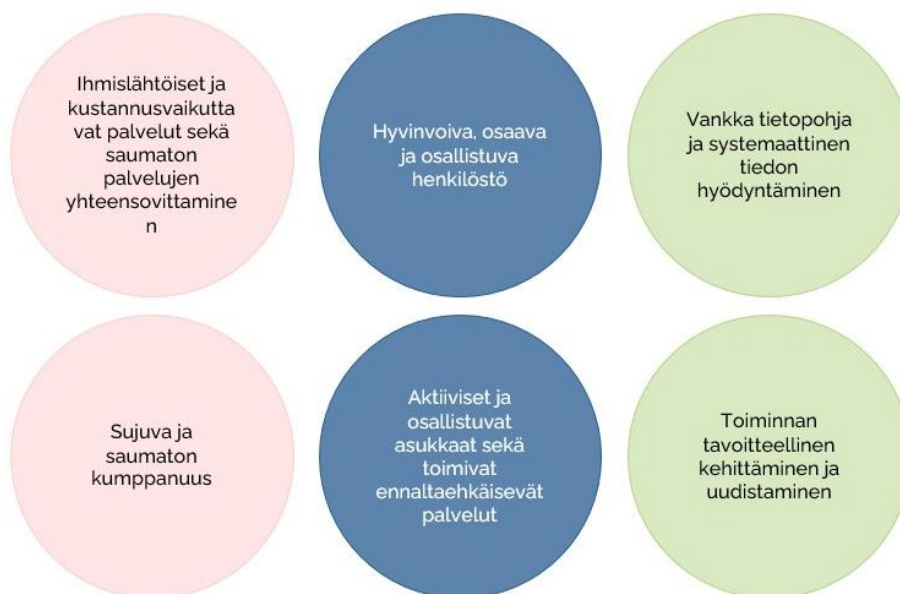 Ihmislähtöiset ja
kustannusvaikutta
vat palvelut sekä
saumaton
palvelujen
yhteensovittamine
n
Hyvinvoiva, osaava
ja osallistuva
henkilöstö
Vankka tietopohja
ja systemaattinen
tiedon
hyödyntäminen
Sujuva ja
saumaton
kumppanuus
Aktiiviset ja
osallistuvat
asukkaat sekä
toimivat
ennaltaehkäisevät
palvelut
Toiminnan
tavoitteellinen
kehittäminen ja
uudistaminen